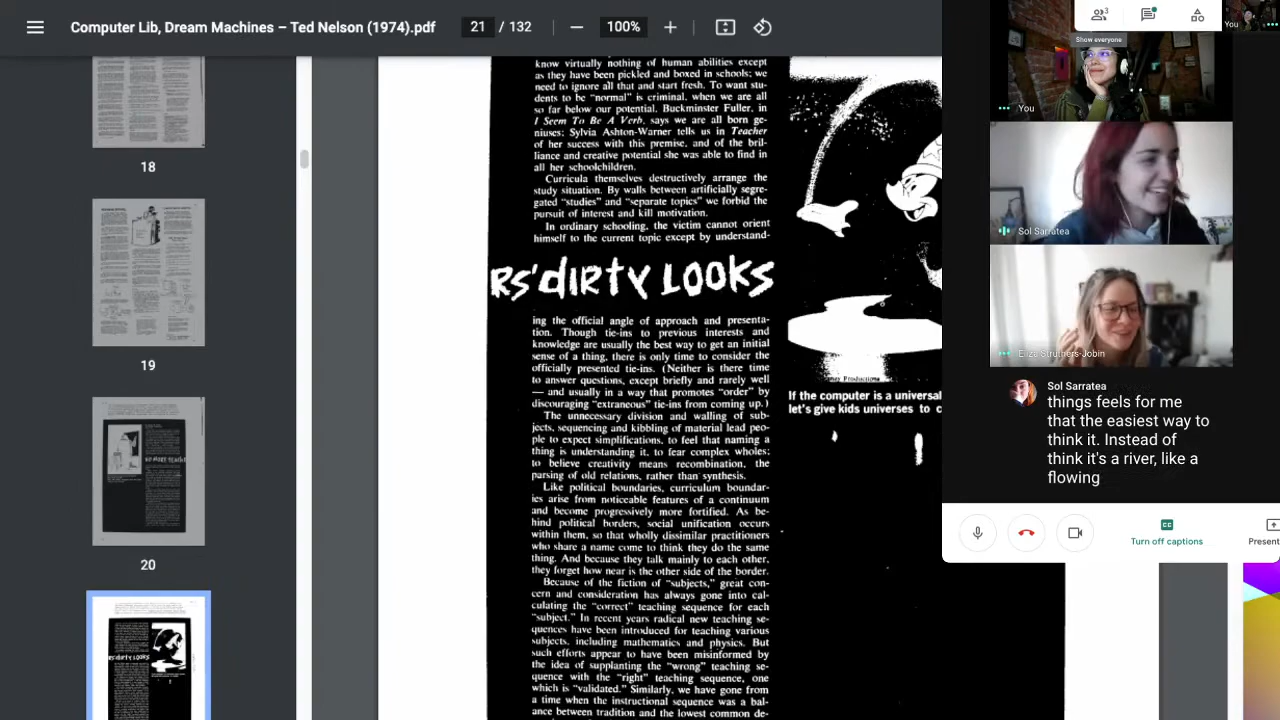 Computer Lib, Dream Machines – Ted Nelson (1974).pdf
21 / 132
100%
18
19
20
know virtually nothing of human abilities except
as they have been pickled and boxed in schools; we
need to ignore all that and start fresh. To want stu-
dents to be “normal” is criminal, when we are all
so far below our potential. Buckminster Fuller, in
I Seem To Be A Verb, says we are all born ge-
niuses; Sylvia Ashton-Warner tells us in Teacher
of her success with this premise, and of the bril-
liance and creative potential she was able to find in
all her schoolchildren.
Curricula themselves destructively arrange the
study situation. By walls between artificially segre-
gated “studies” and “separate topics” we forbid the
pursuit of interest and kill motivation.
In ordinary schooling, the victim cannot orient
himself to the current topic except by understand-
RS' DIRTY LOOKS
ing the official angle of approach and presenta-
tion. Though tie-ins to previous interests and
knowledge are usually the best way to get an initial
sense of a thing, there is only time to consider the
officially presented tie-ins. (Neither is there time
to answer questions, except briefly and rarely well
— and usually in a way that promotes “order” by
discouraging “extraneous” tie-ins from coming up.)
The unnecessary division and walling of sub-
jects, sequencing and kibbling of material lead peo-
ple to expect simplifications, to feel that naming a
thing is understanding it, to fear complex wholes;
to believe creativity means recombination, the
parsing of old relations, rather than synthesis.
Like political boundaries, curriculum boundar-
ies arise from noticeable features of a continuum
and become progressively more fortified. As be-
hind political borders, social unification occurs
within them, so that wholly dissimilar practitioners
who share a name come to think they do the same
thing. And because they talk mainly to each other,
they forget how near is the other side of the border.
Because of the fiction of “subjects,” great con-
cern and consideration has always gone into cal-
culating the “correct” teaching sequence for each
“subject.” In recent years radical new teaching se-
quences have been introduced for teaching various
subjects, including mathematics and physics. But
such efforts appear to have been misinformed by
the idea of supplanting the “wrong” teaching se-
quence with the “right” teaching sequence, one
which is “validated.” Similarly, we have gone from
a time when the instructional sequence was a bal-
ance between tradition and the lowest common de-
Productions
If the computer is a universal
let's give kids universes to c
3
Show everyone
You
You
Sol Sarratea
Eliza Struthers-Jobin
Sol Sarratea
things feels for me
that the easiest way to
think it. Instead of
think it's a river, like a
flowing
Turn off captions
Present